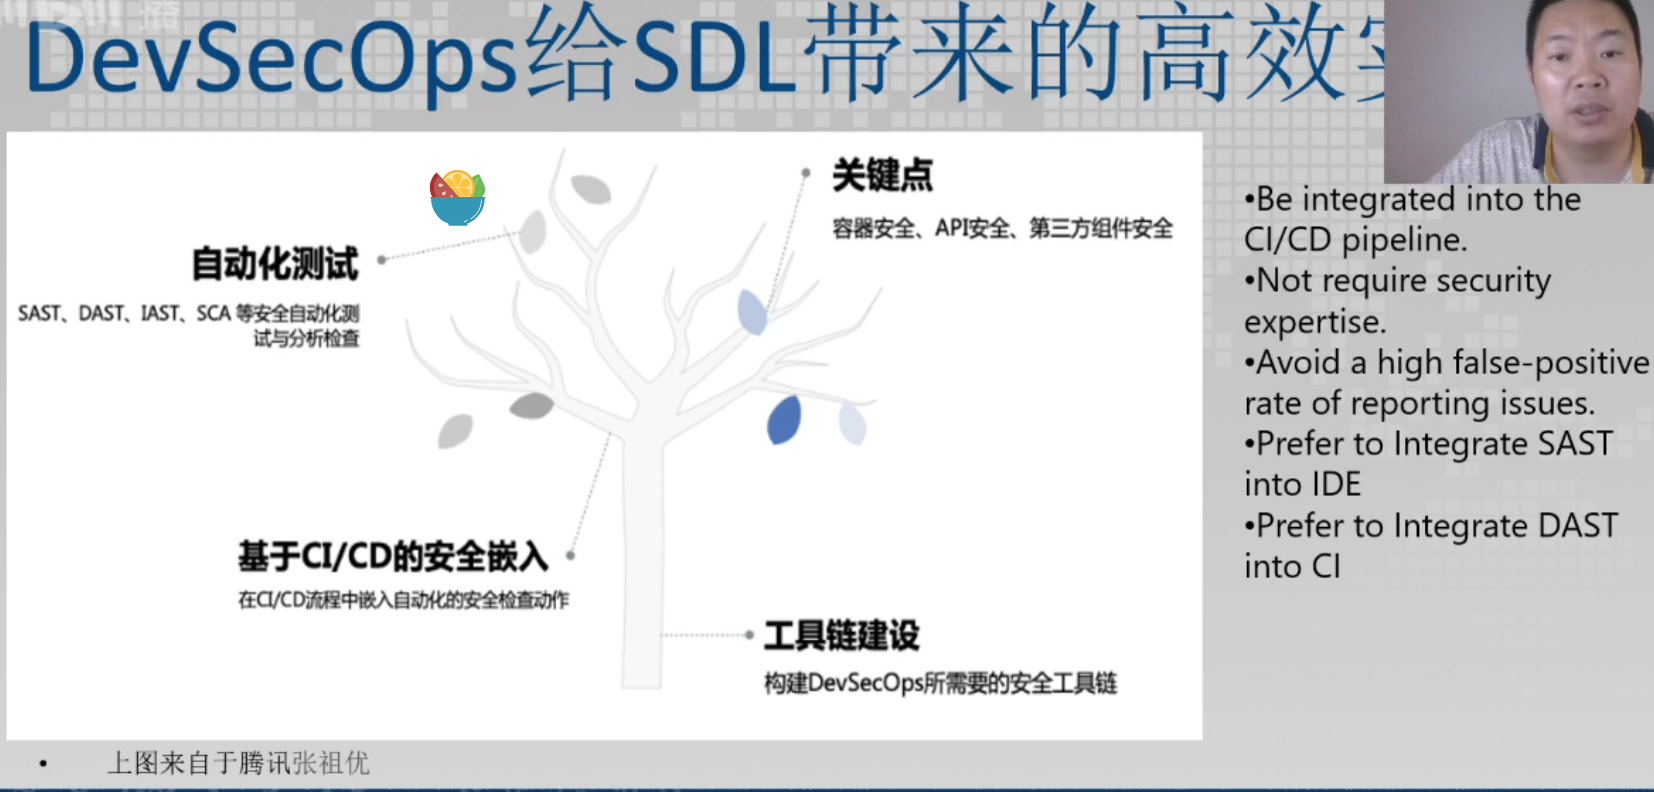 DevSecOps给SDL带来的高效
关键点
容器安全、API安全、第三方组件安全
自动化测试
SAST、DAST、IAST、SCA 等安全自动化测
试与分析检查
基于CI/CD的安全嵌入
在CI/CD流程中嵌入自动化的安全检查动作
工具链建设
构建DevSecOps所需要的安全工具链
•Be integrated into the
CI/CD pipeline.
•Not require security
expertise.
•Avoid a high false-positive
rate of reporting issues.
•Prefer to Integrate SAST
into IDE
•Prefer to Integrate DAST
into CI
• 上图来自于腾讯张祖优